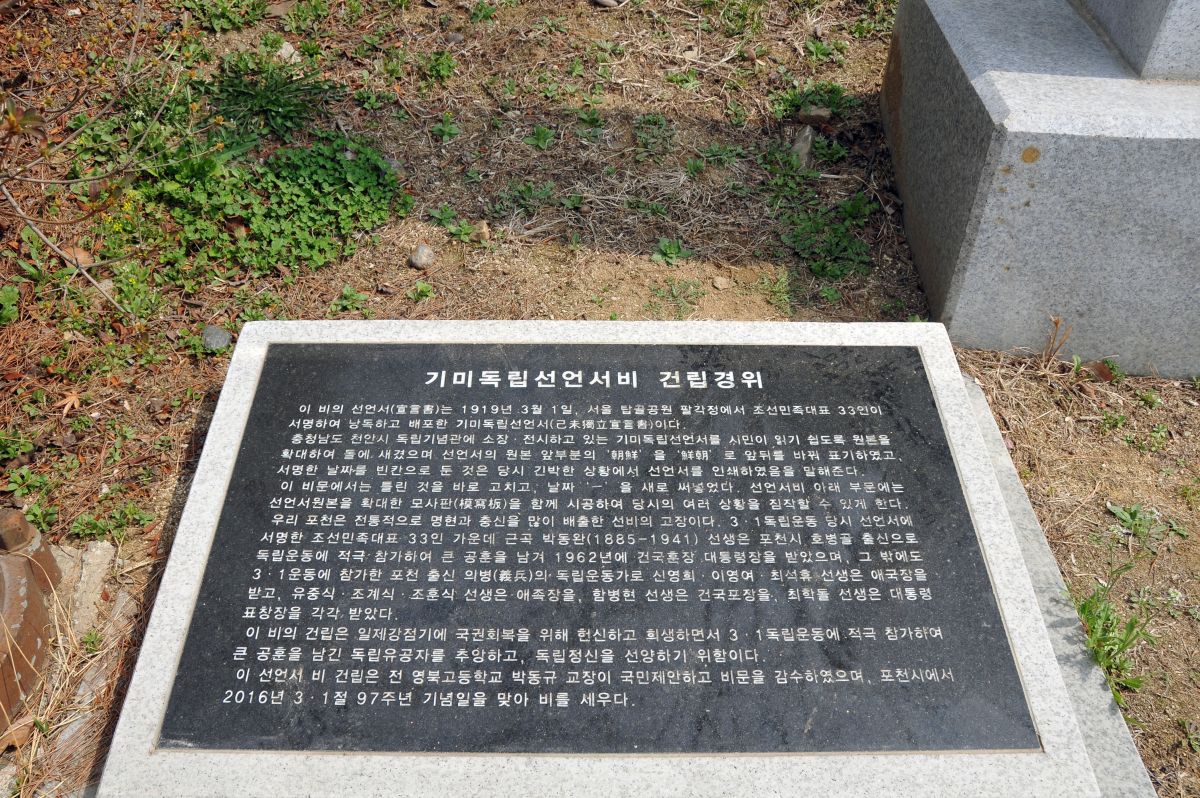 기미독립선언서비 건립경위
이 비의 선언서(宣言書)는 1919년 3월 1일, 서울 탑골공원 팔각정에서 조선민족대표 33인이
서명하여 낭독하고 배포한 기미독립선언서(己未獨立宣言書)이다.
충청남도 천안시 독립기념관에 소장·전시하고 있는 기미독립선언서를 시민이 읽기 쉽도록 원본을
확대하여 돌에 새겼으며, 선언서의 원본 앞부분의 '朝鮮' 을 '鮮朝' 로 앞뒤를 바꿔 표기하였고,
서명한 날짜를 빈칸으로 둔 것은 당시 긴박한 상황에서 선언서를 인쇄하였음을 말해준다.
이 비문에서는 틀린 것을 바로 고치고, 날짜 '一' 을 새로 써넣었다. 선언서비 아래 부문에는
선언서원본을 확대한 모사판(模寫板)을 함께 시공하여 당시의 여러 상황을 짐작할 수 있게 한다.
우리 포천은 전통적으로 명현과 충신을 많이 배출한 선비의 고장이다. 3·1독립운동 당시 선언서에
서명한 조선민족대표 33인 가운데 근곡 박동완(1885-1941) 선생은 포천시 호병골 출신으로
독립운동에 적극 참가하여 큰 공훈을 남겨 1962년에 건국훈장 대통령장을 받았으며, 그 밖에도
3·1운동에 참가한 포천 출신 의병(義兵)의 독립운동가로 신영희·이영여·최석휴 선생은 애국장을
받고, 유중식·조계식·조훈식 선생은 애족장을, 함병현 선생은 건국포장을, 최학돌 선생은 대통령
표창장을 각각 받았다.
이 비의 건립은 일제강점기에 국권회복을 위해 헌신하고 희생하면서 3·1독립운동에 적극 참가하여
큰 공훈을 남긴 독립유공자를 추앙하고, 독립정신을 선양하기 위함이다.
이 선언서 비 건립은 전 영북고등학교 박동규 교장이 국민제안하고 비문을 감수하였으며, 포천시에서
2016년 3·1절 97주년 기념일을 맞아 비를 세우다.